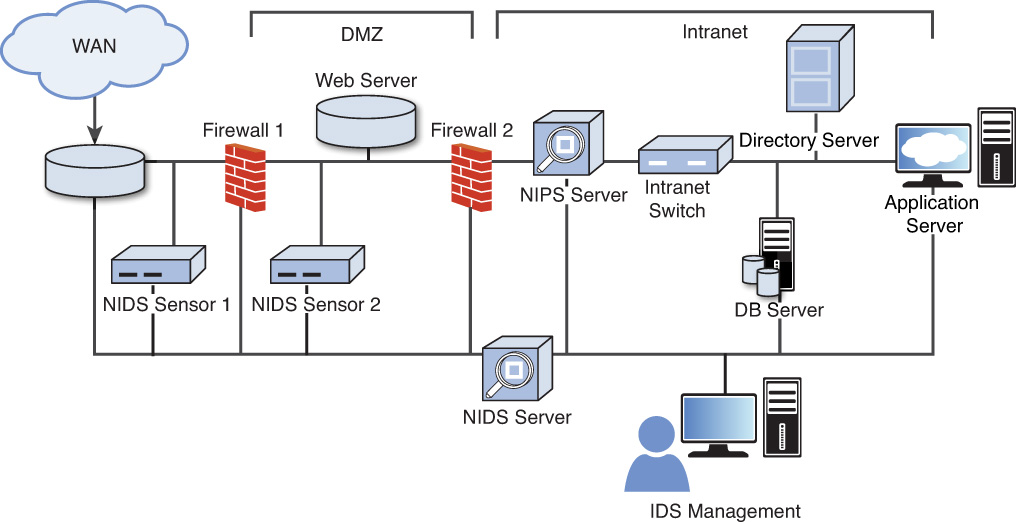 WAN
DMZ
Intranet
Web Server
Firewall 1
Firewall 2
Directory Server
NIPS Server
Intranet
Switch
Application
Server
NIDS Sensor 1
NIDS Sensor 2
DB Server
NIDS Server
IDS Management